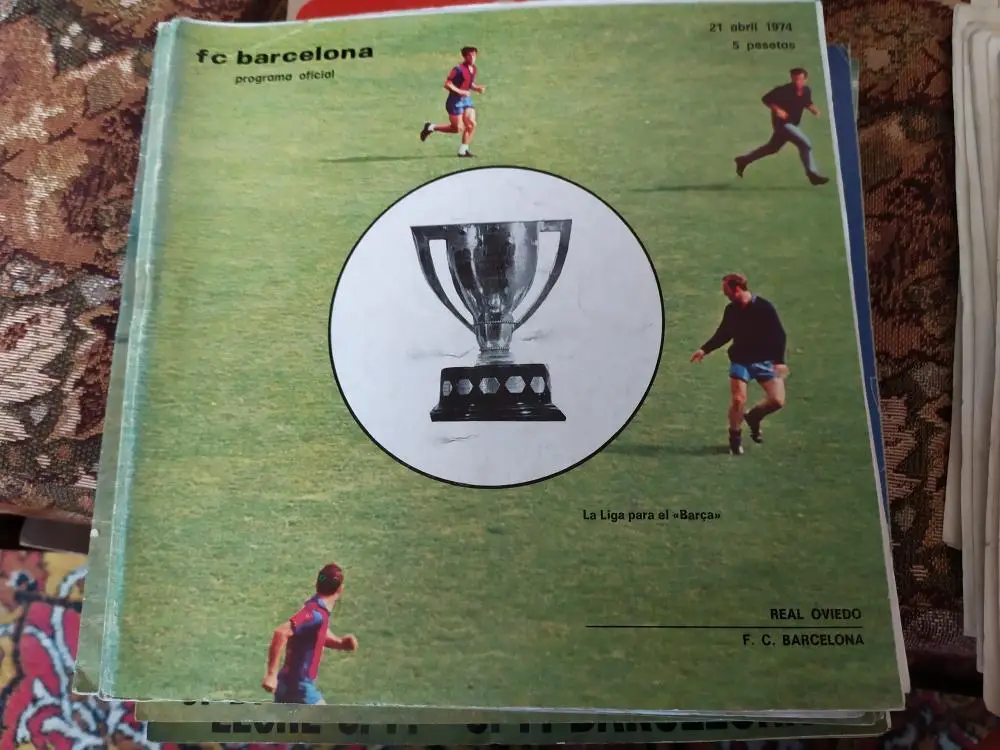 fc barcelona
programa oficial
21 abril 1974
5 pesetas
La Liga para el «Barça»
REAL OVIEDO
F. C. BARCELONA